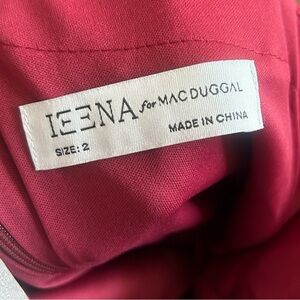 IEENA for MAC DUGGAL
MADE IN CHINA
SIZE: 2